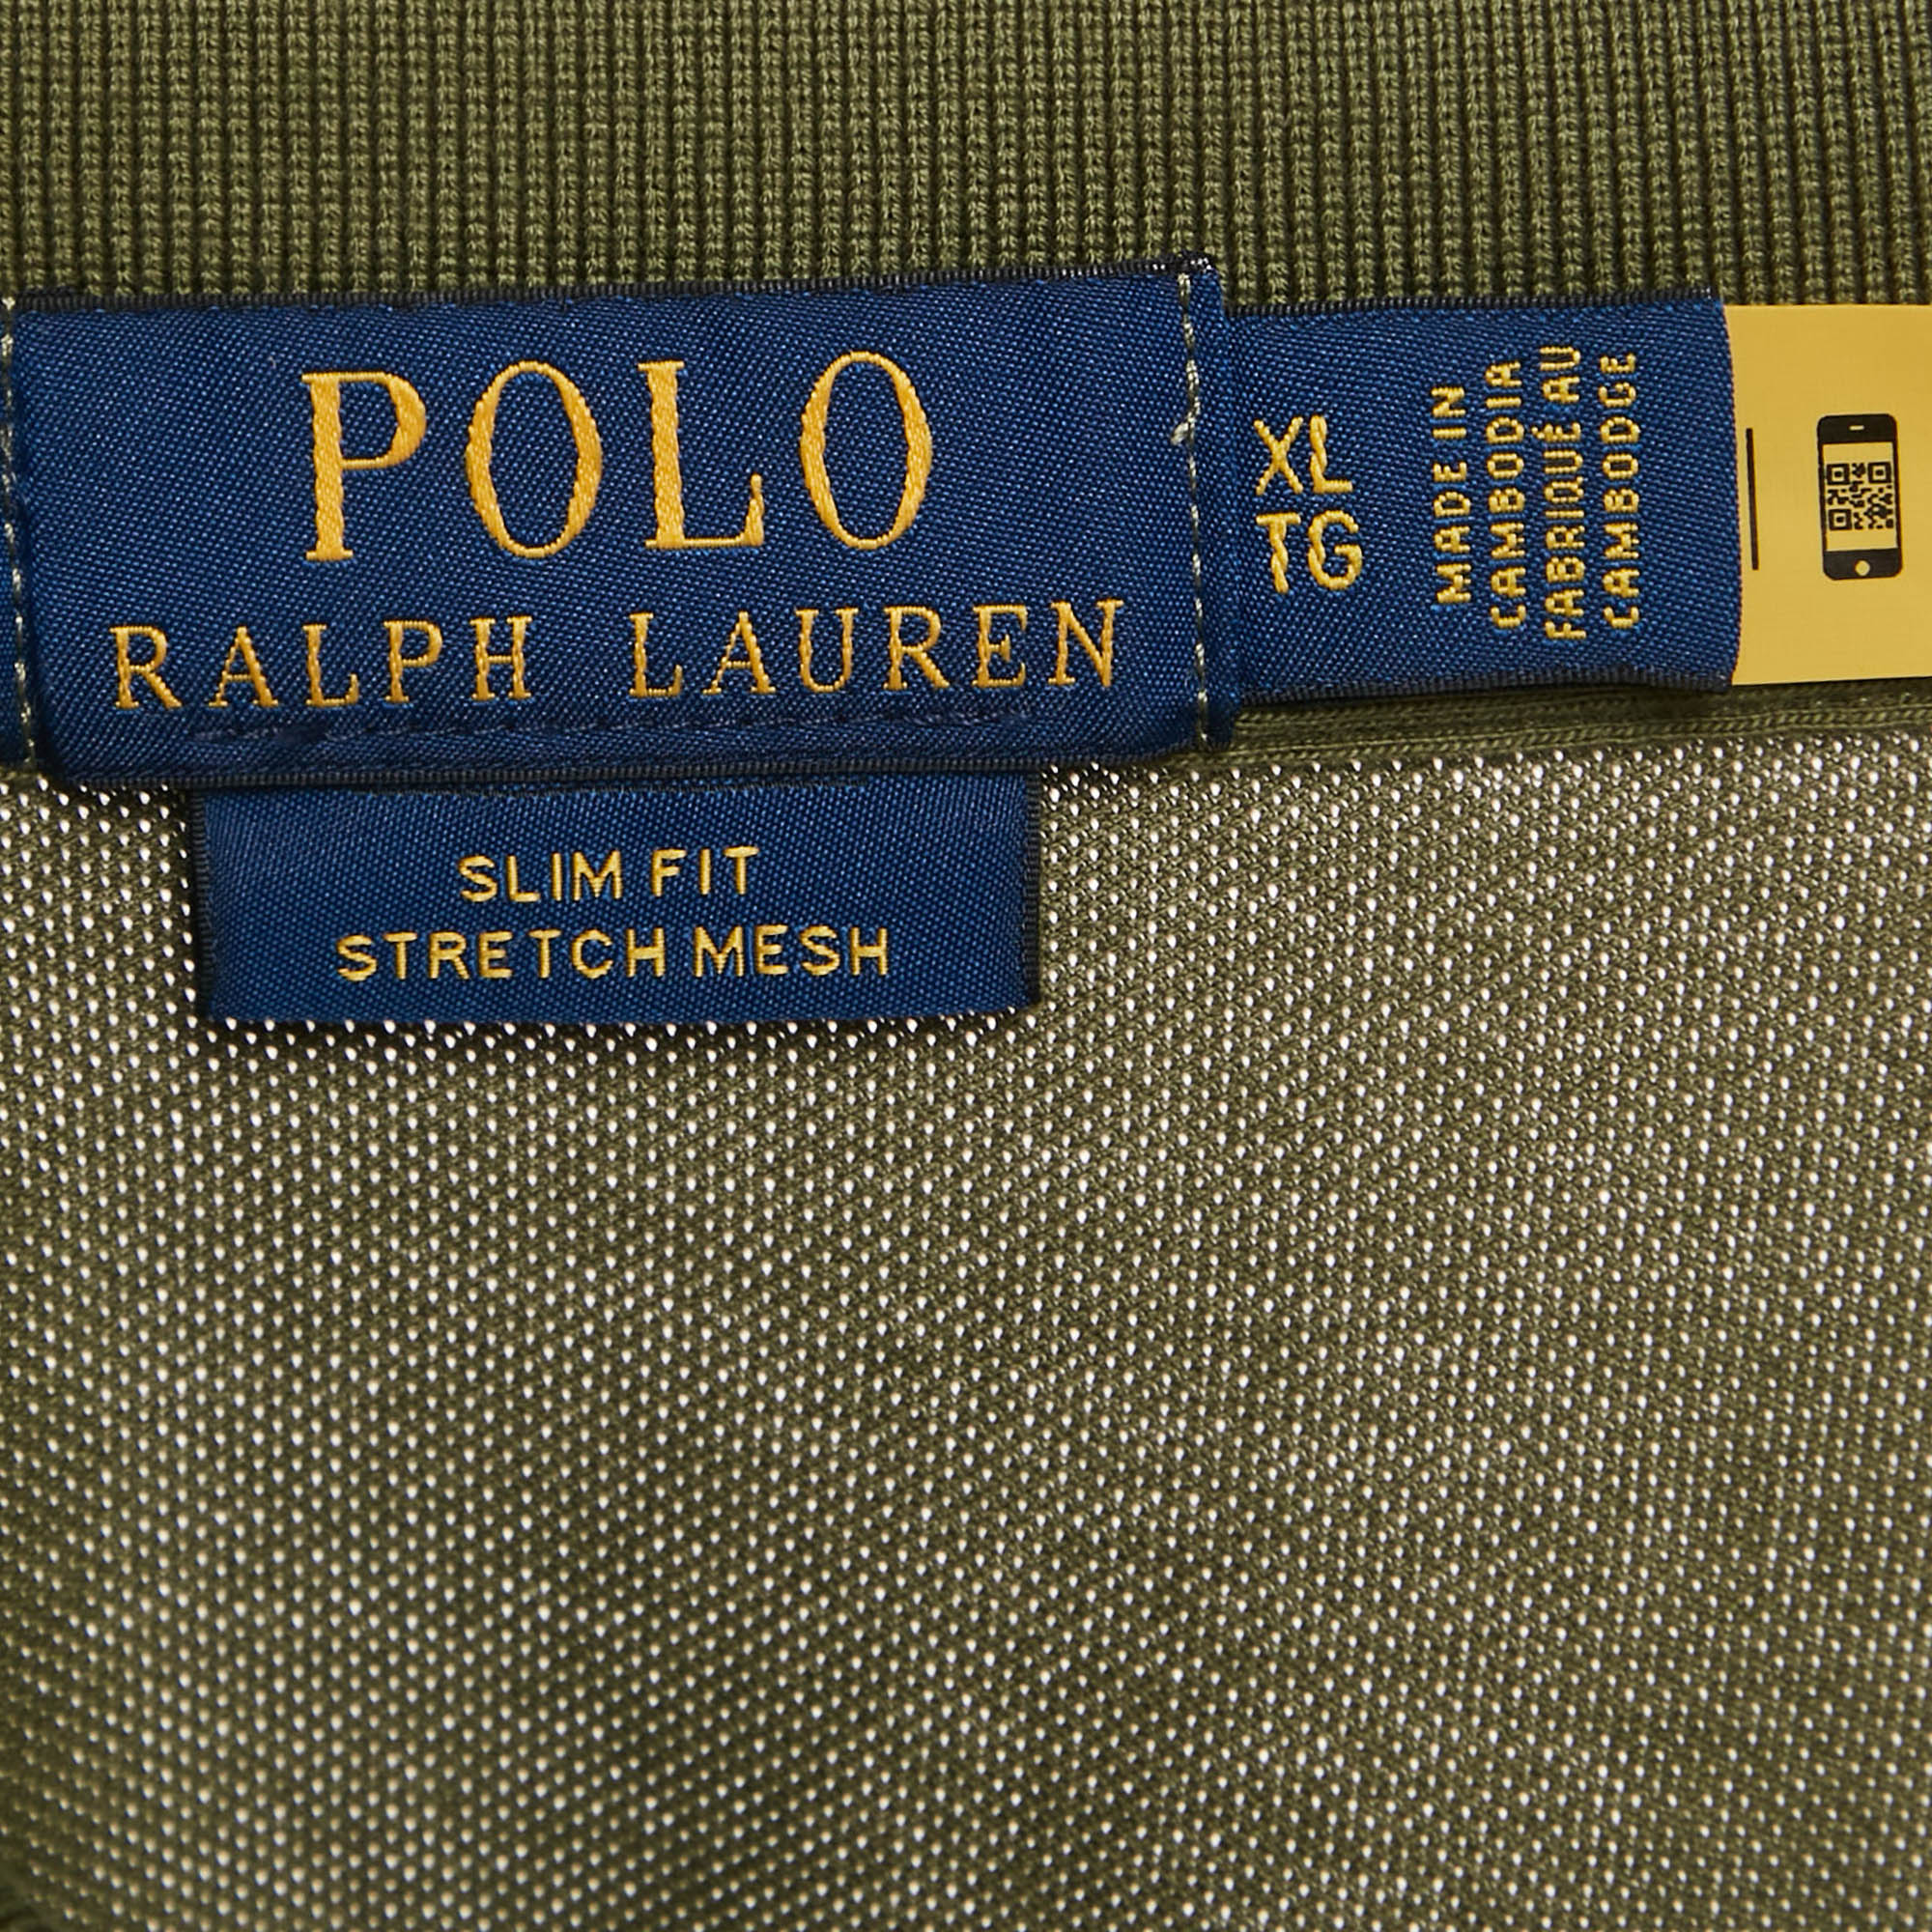 POLO
RALPH LAUREN
XL
TG
MADE IN
CAMBODIA
FABRIQUÉ AU
CAMBODGE
SLIM FIT
STRETCH MESH